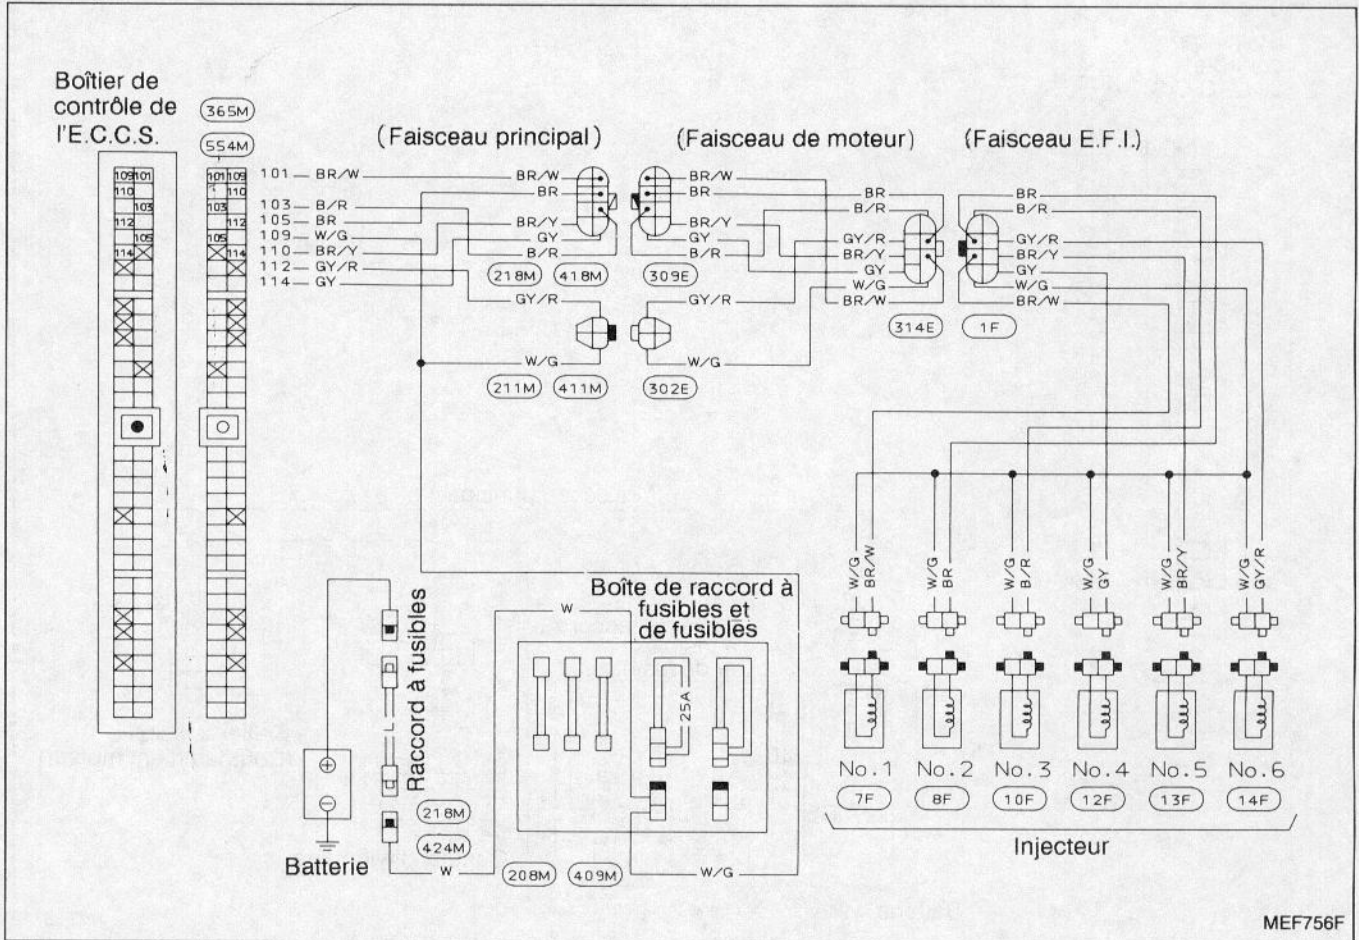 Boîtier de
contrôle de
l'E.C.C.S.
365M
554M
(Faisceau principal)
(Faisceau de moteur)
(Faisceau E.F.I.)
109 101
110
103
112
105
114
101 109
110
103
112
105
114
101 BR/W BR/W
BR
103 B/R
105 BR BR/Y
109 W/G GY
110 BR/Y B/R
112 GY/R
114 GY
218M 418M
GY/R
W/G
211M 411M
BR/W
BR
BR/Y
GY
B/R
309E
GY/R
W/G
302E
BR
B/R
GY/R
BR/Y
GY
W/G
BR/W
314E
BR
B/R
GY/R
BR/Y
GY
W/G
BR/W
1F
W/G BR/W
W/G BR
W/G B/R
W/G GY
W/G BR/Y
W/G GY/R
Raccord à fusibles
L
Boîte de raccord à
fusibles et
de fusibles
W
25A
+
-
Batterie
218M
424M
W
208M 409M
W/G
No.1 No.2 No.3 No.4 No.5 No.6
7F 8F 10F 12F 13F 14F
Injecteur
MEF756F